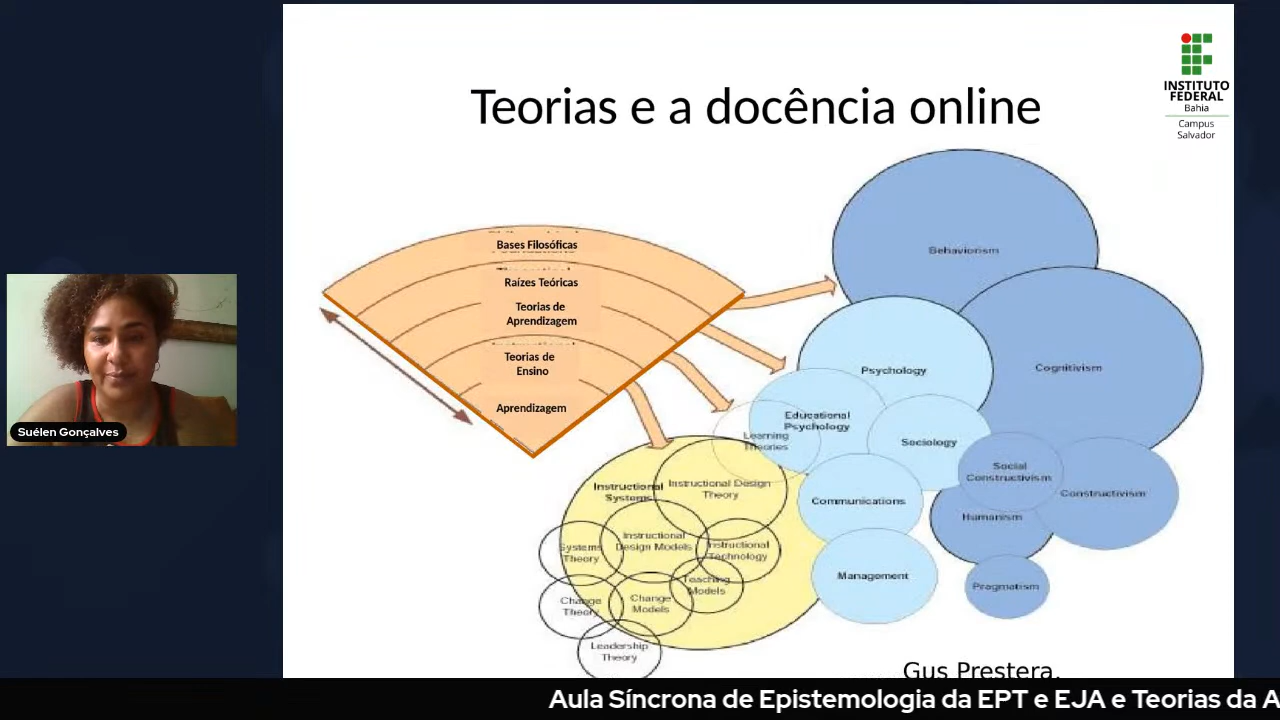 Teorias e a docência online
INSTITUTO
FEDERAL
Bahia
Campus
Salvador
Bases Filosóficas
Raízes Teóricas
Teorias de
Aprendizagem
Teorias de
Ensino
Aprendizagem
Behaviorism
Cognitivism
Psychology
Educational
Psychology
Learning
Theories
Sociology
Social
Constructivism
Constructivism
Humanism
Communications
Management
Pragmatism
Instructional
Systems
Instructional Design
Theory
Instructional
Design Models
Instructional
Technology
Systems
Theory
Teaching
Models
Change
Theory
Change
Models
Leadership
Theory
Gus Prestera.
Suélen Gonçalves
Aula Síncrona de Epistemologia da EPT e EJA e Teorias da A